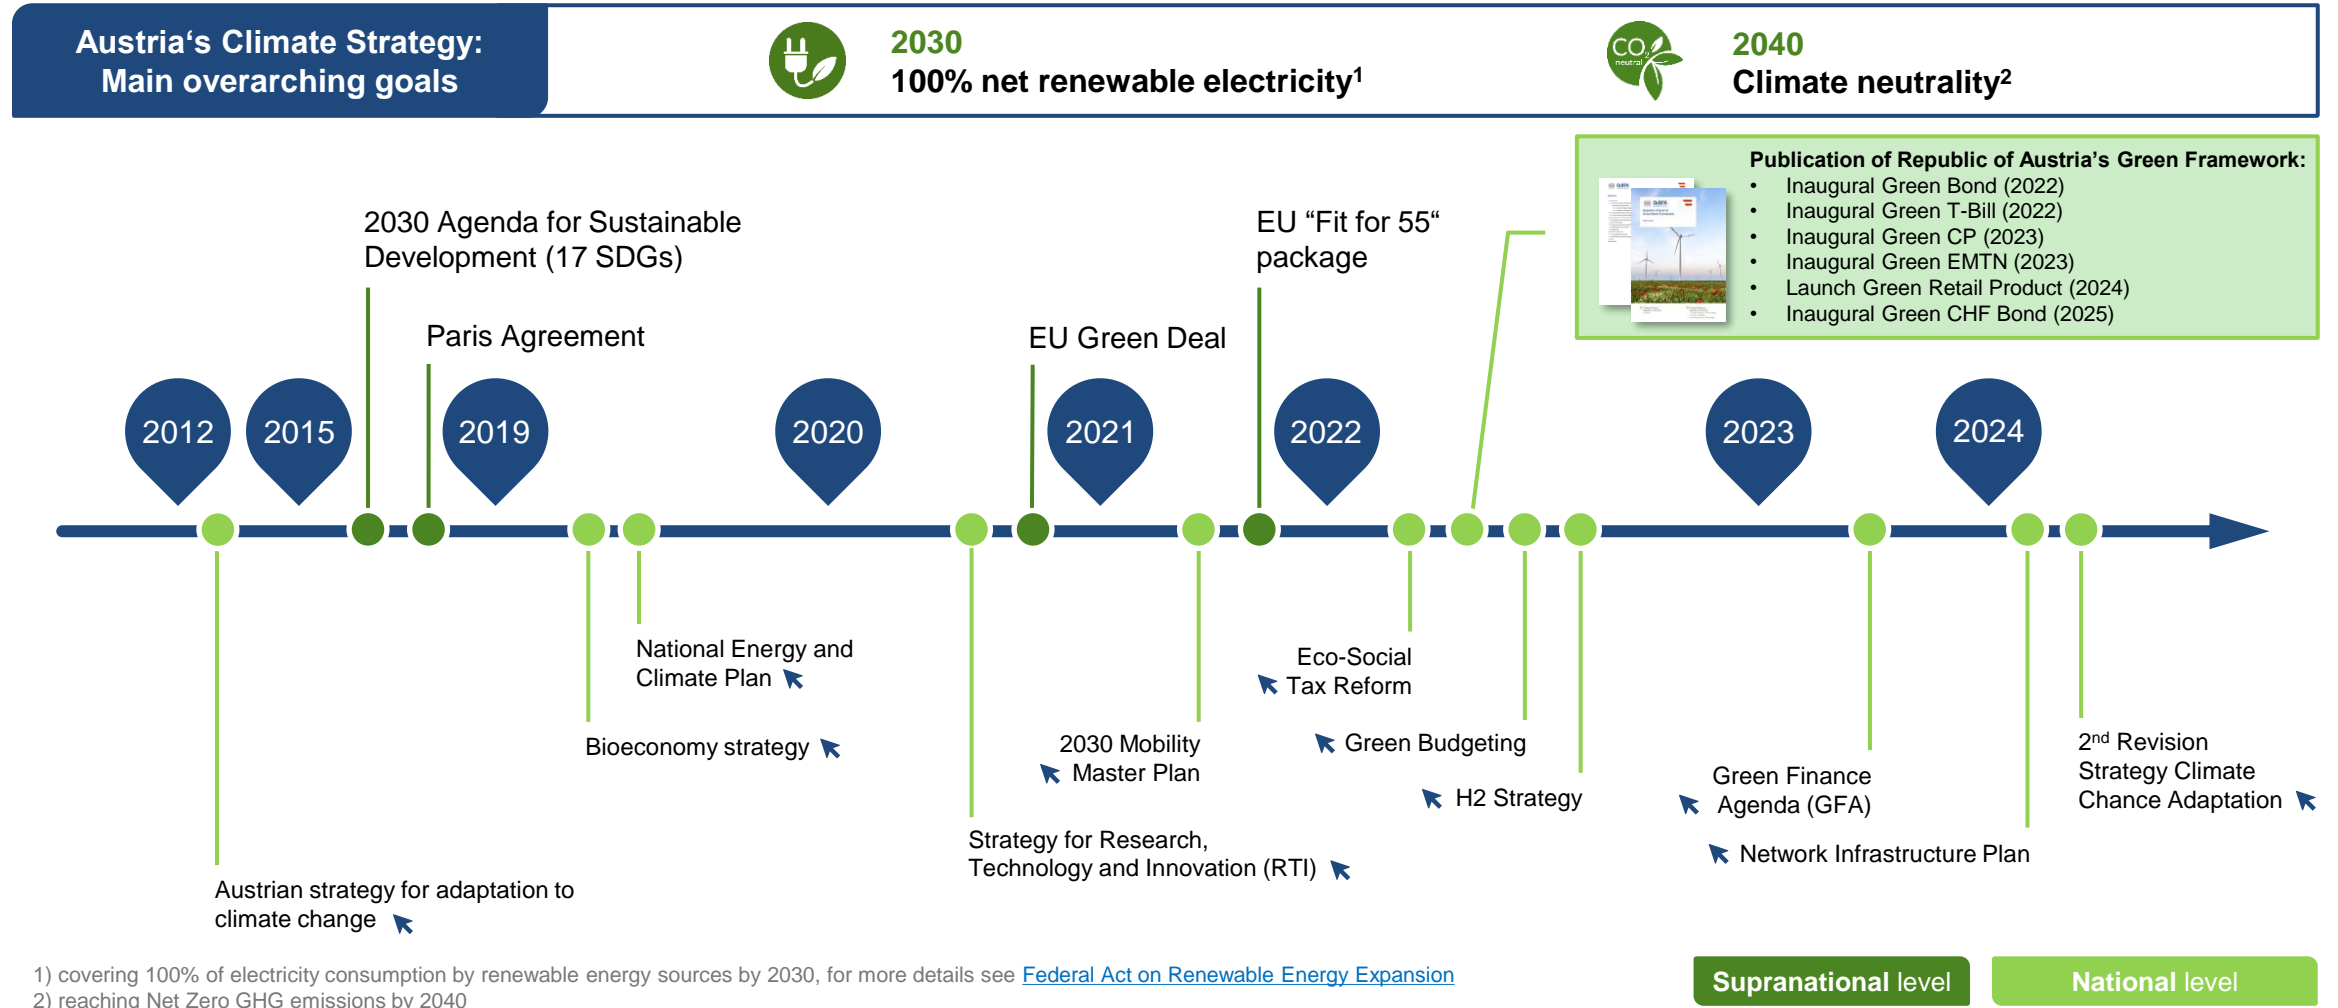 Austria‘s Climate Strategy:
Main overarching goals
2030
100% net renewable electricity¹
CO2
neutral
2040
Climate neutrality²
Publication of Republic of Austria’s Green Framework:
• Inaugural Green Bond (2022)
• Inaugural Green T-Bill (2022)
• Inaugural Green CP (2023)
• Inaugural Green EMTN (2023)
• Launch Green Retail Product (2024)
• Inaugural Green CHF Bond (2025)
2030 Agenda for Sustainable
Development (17 SDGs)
EU “Fit for 55“
package
Paris Agreement
EU Green Deal
2012
2015
2019
2020
2021
2022
2023
2024
National Energy and
Climate Plan
Bioeconomy strategy
Eco-Social
Tax Reform
2030 Mobility
Master Plan
Green Budgeting
H2 Strategy
Green Finance
Agenda (GFA)
2nd Revision
Strategy Climate
Chance Adaptation
Strategy for Research,
Technology and Innovation (RTI)
Network Infrastructure Plan
Austrian strategy for adaptation to
climate change
1) covering 100% of electricity consumption by renewable energy sources by 2030, for more details see Federal Act on Renewable Energy Expansion
2) reaching Net Zero GHG emissions by 2040
Supranational level
National level